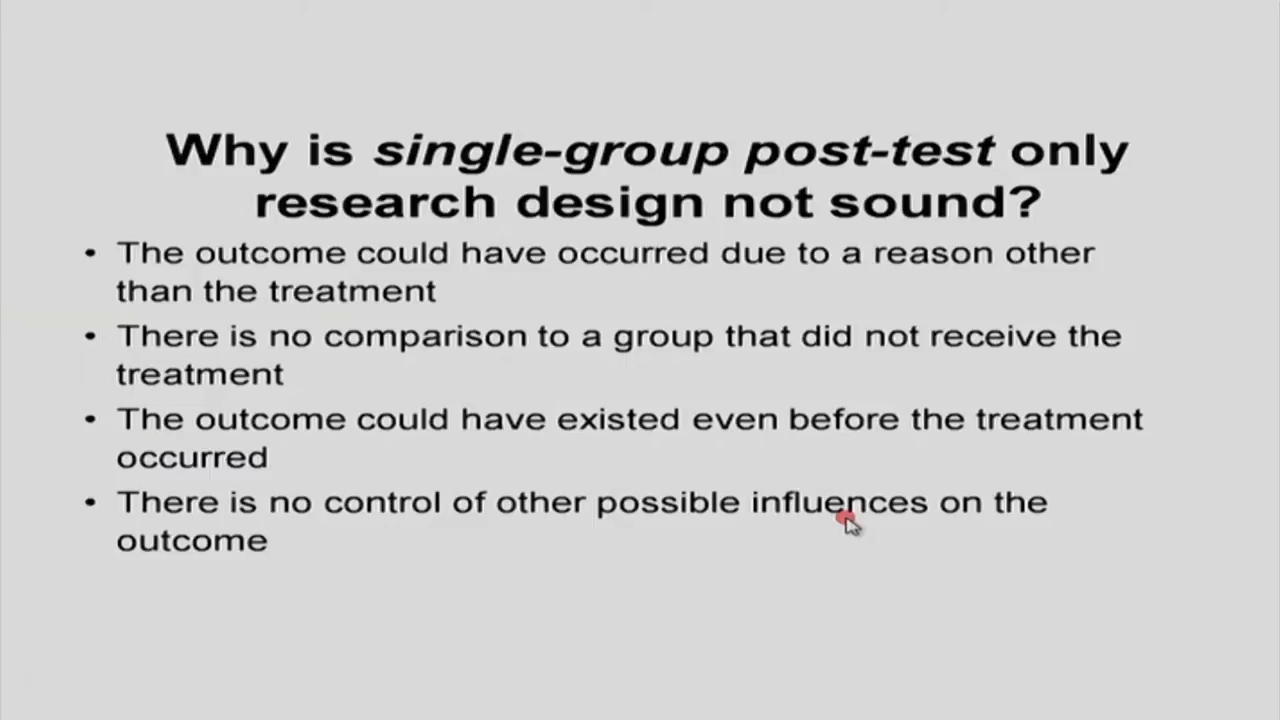 Why is single-group post-test only
research design not sound?
• The outcome could have occurred due to a reason other
than the treatment
• There is no comparison to a group that did not receive the
treatment
• The outcome could have existed even before the treatment
occurred
• There is no control of other possible influences on the
outcome